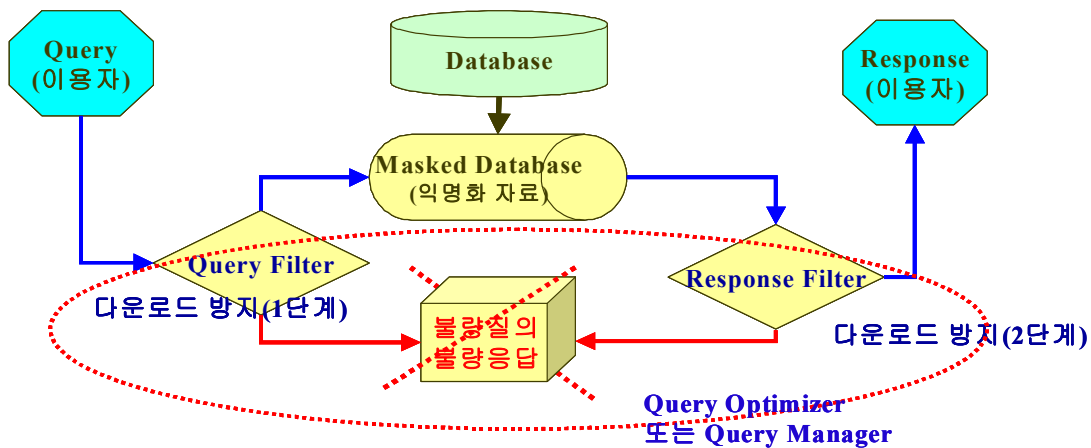 Query
(이용자)
Database
Response
(이용자)
Masked Database
(익명화 자료)
Query Filter
다운로드 방지(1단계)
Response Filter
다운로드 방지(2단계)
불량질의
불량응답
Query Optimizer
또는 Query Manager